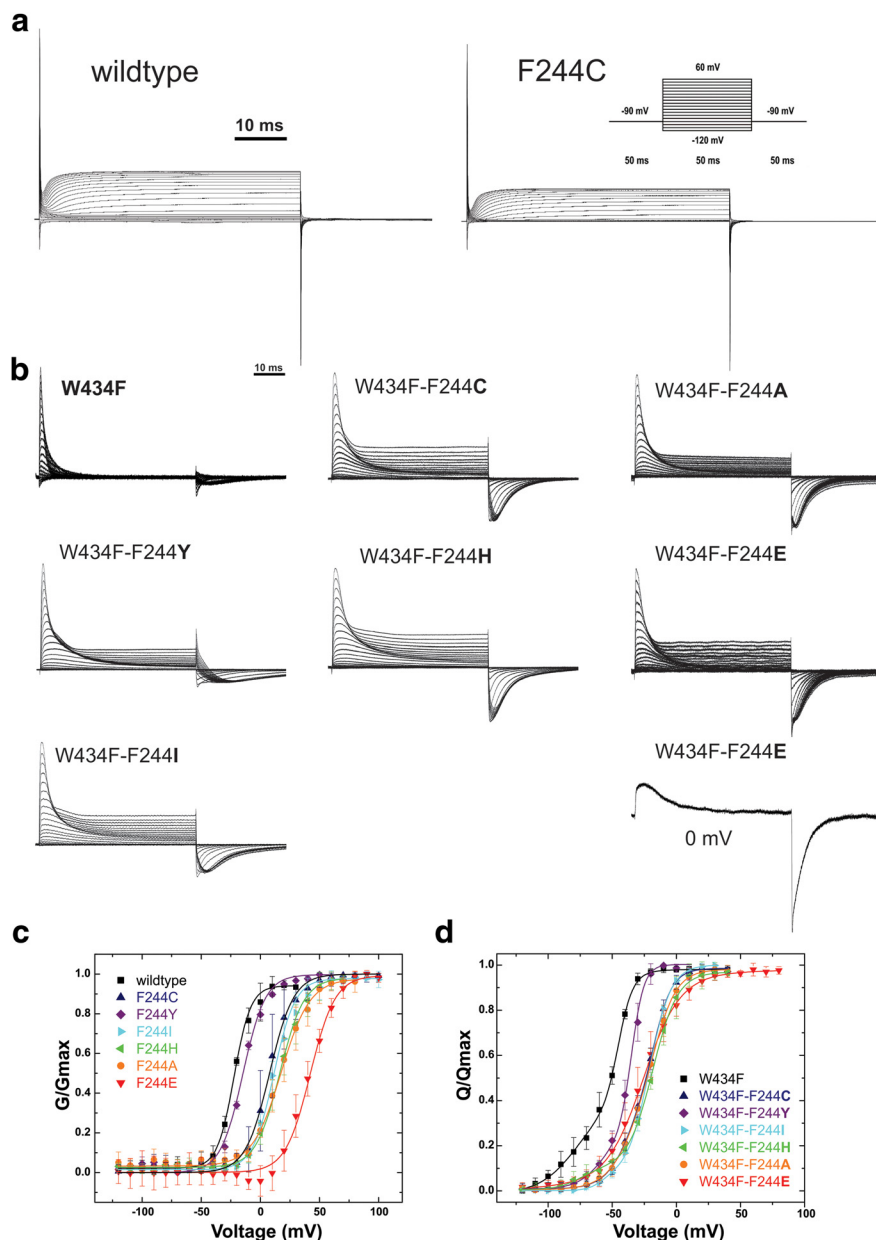 a
wildtype
F244C
10 ms
60 mV
-90 mV
-90 mV
-120 mV
50 ms 50 ms 50 ms
b
W434F
10 ms
W434F-F244C
W434F-F244A
W434F-F244Y
W434F-F244H
W434F-F244E
W434F-F244I
W434F-F244E
0 mV
c
G/Gmax
1.0
0.8
0.6
0.4
0.2
0.0
wildtype
F244C
F244Y
F244I
F244H
F244A
F244E
-100 -50 0 50 100
Voltage (mV)
d
Q/Qmax
1.0
0.8
0.6
0.4
0.2
0.0
W434F
W434F-F244C
W434F-F244Y
W434F-F244I
W434F-F244H
W434F-F244A
W434F-F244E
-100 -50 0 50 100
Voltage (mV)